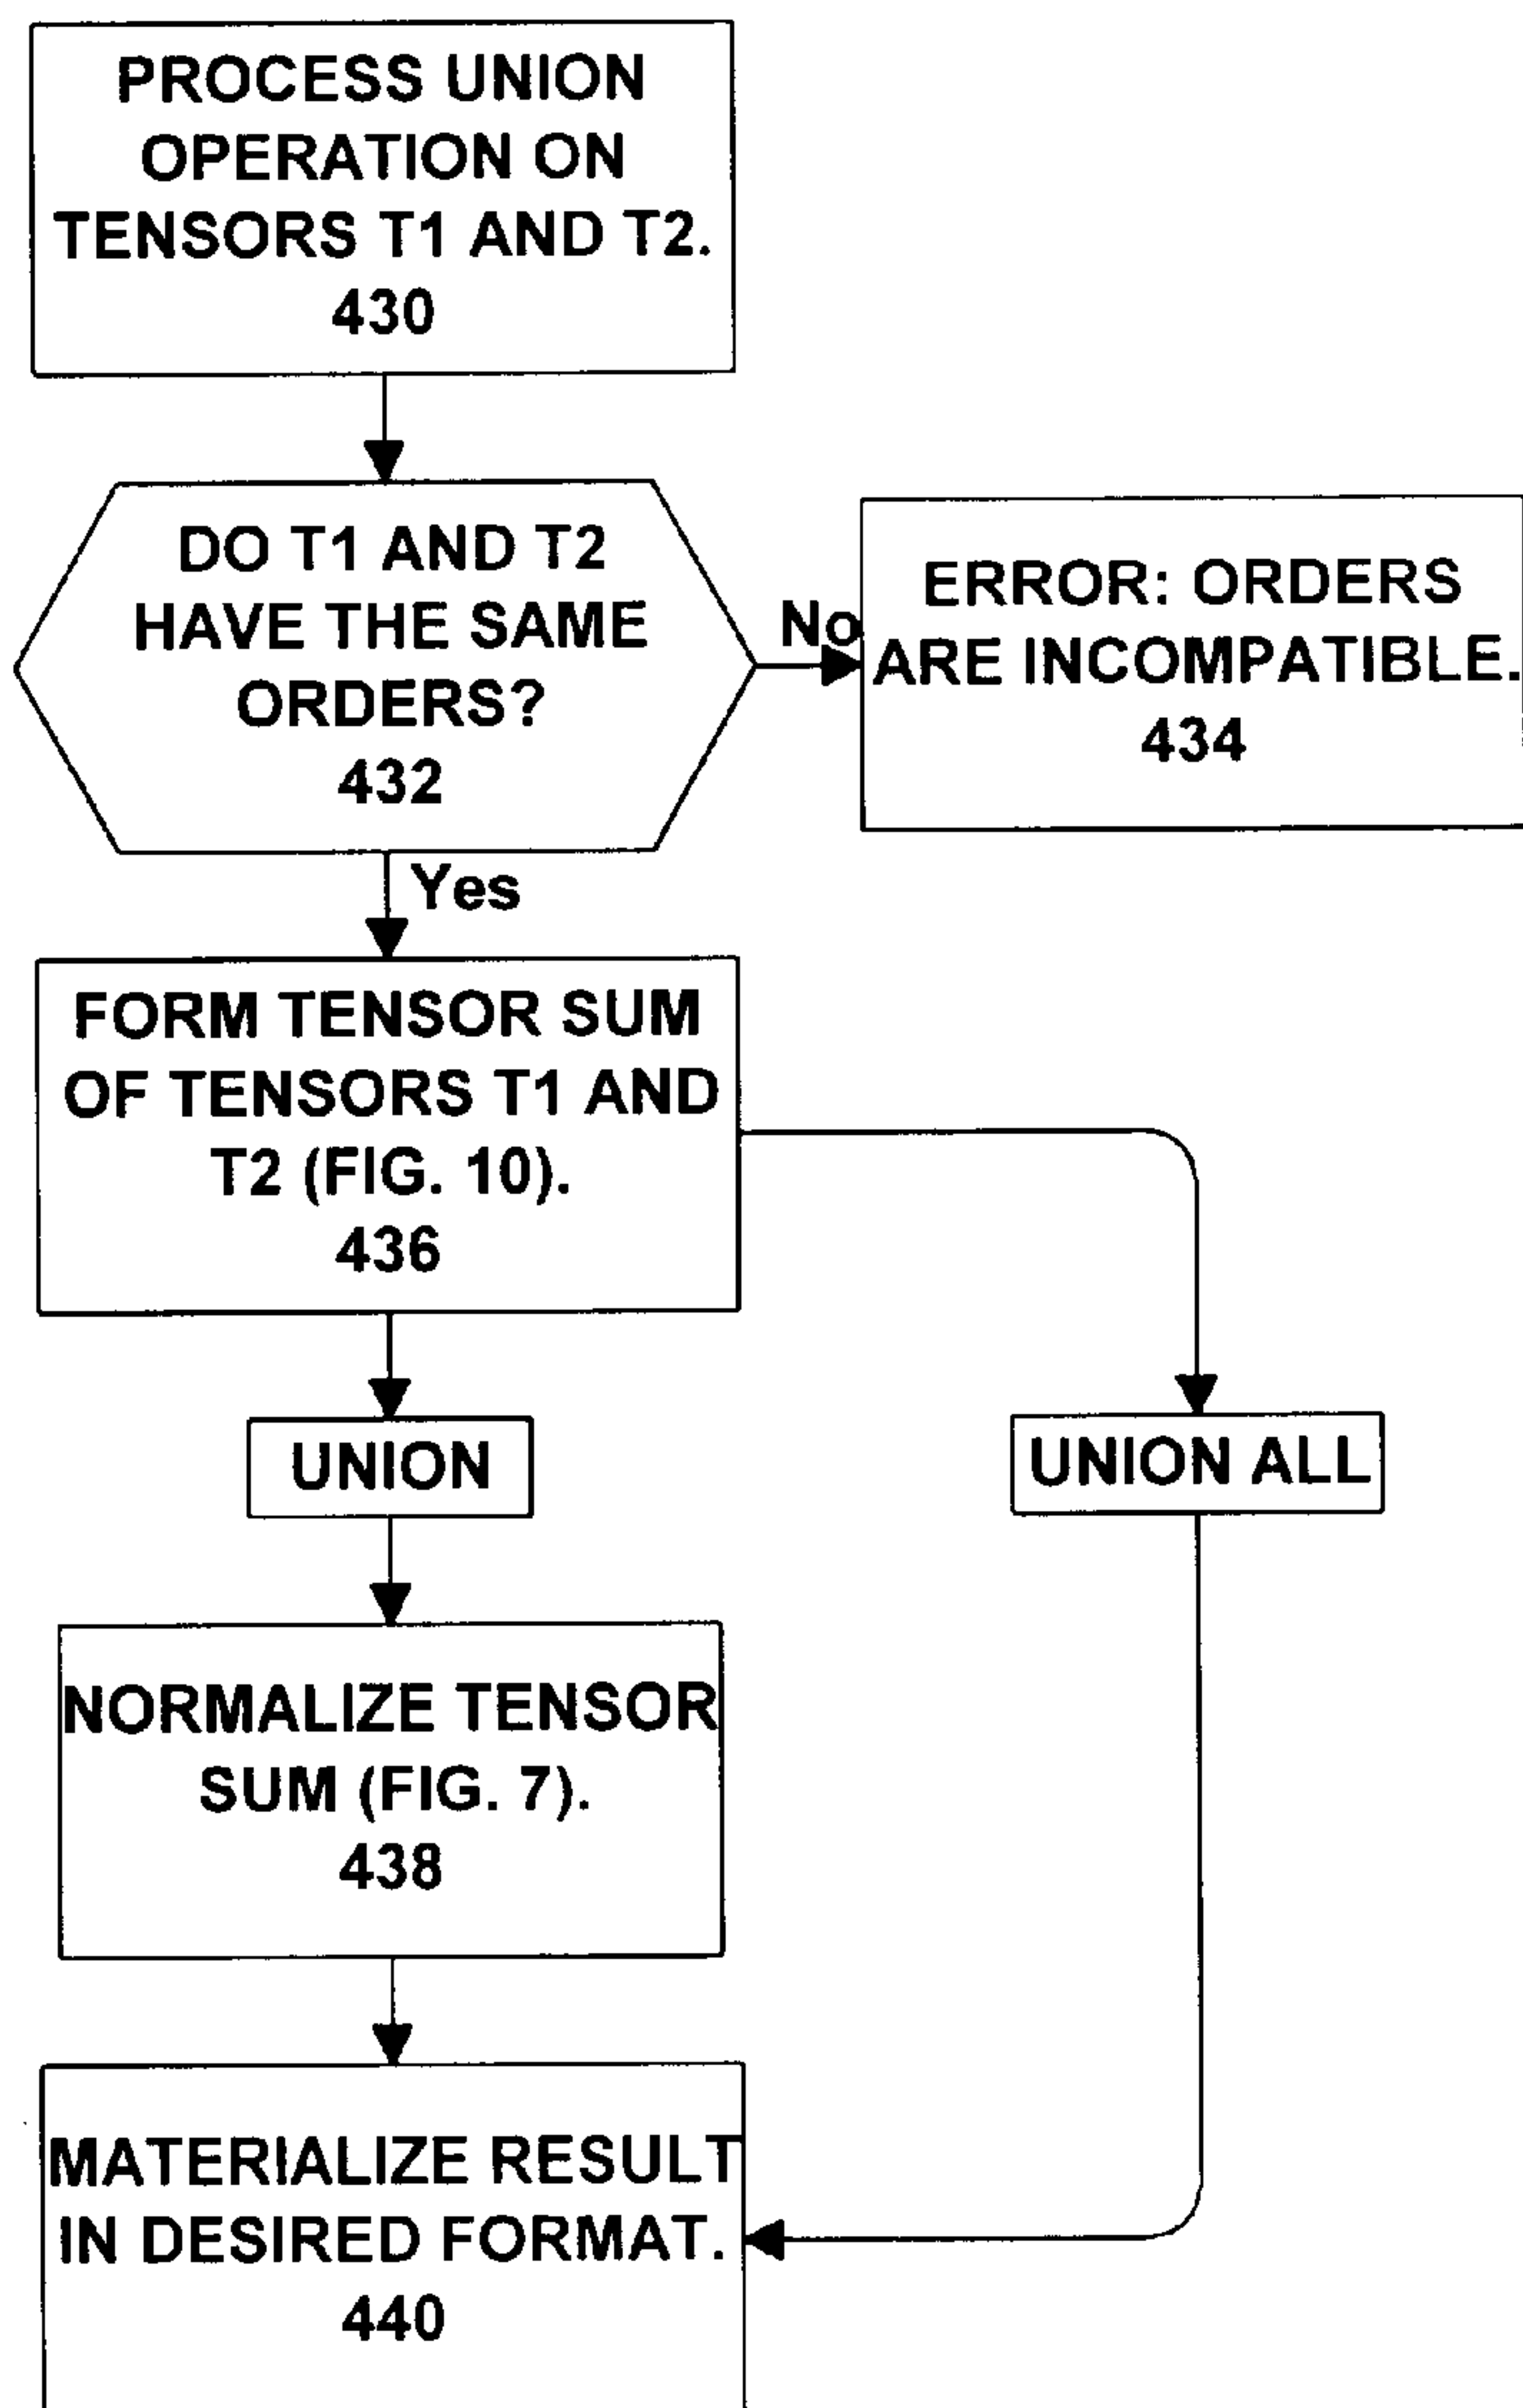 PROCESS UNION
OPERATION ON
TENSORS T1 AND T2.
430
DO T1 AND T2
HAVE THE SAME
ORDERS?
432
No
ERROR: ORDERS
ARE INCOMPATIBLE.
434
Yes
FORM TENSOR SUM
OF TENSORS T1 AND
T2 (FIG. 10).
436
UNION
UNION ALL
NORMALIZE TENSOR
SUM (FIG. 7).
438
MATERIALIZE RESULT
IN DESIRED FORMAT.
440